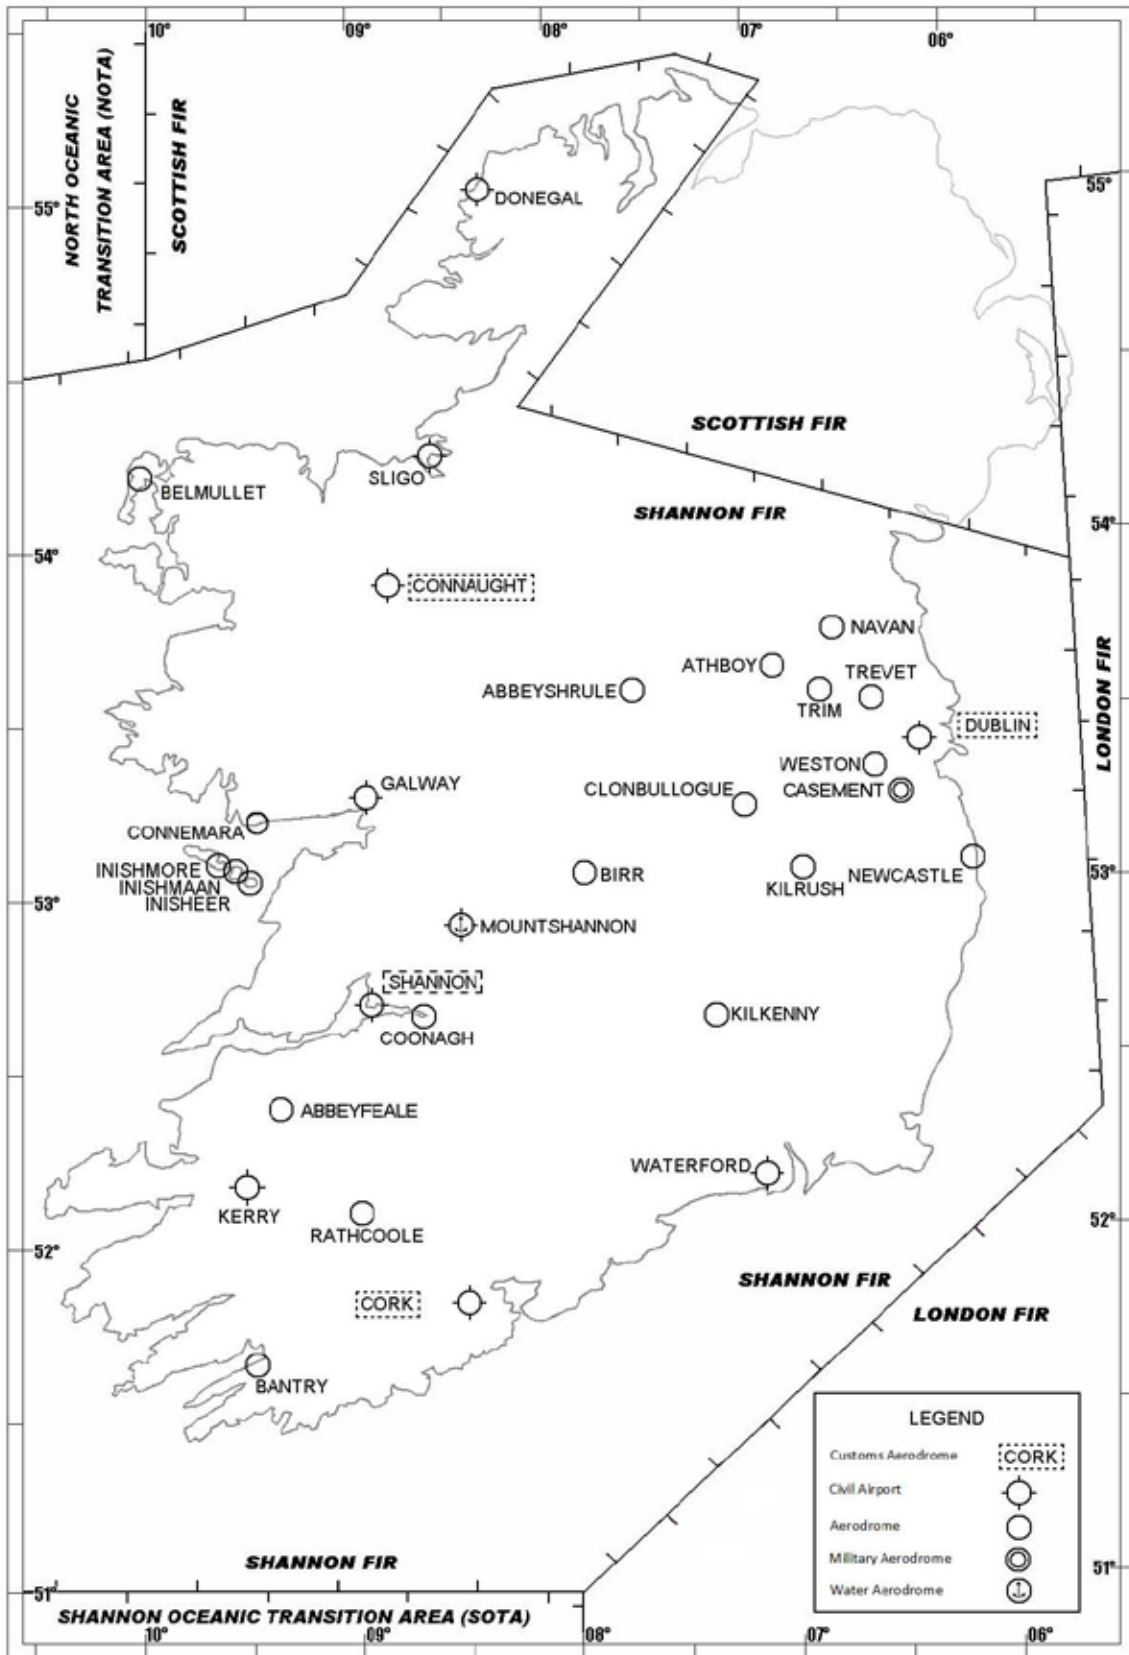 10°
09°
08°
07°
06°
NORTH OCEANIC
TRANSITION AREA (NOTA)
SCOTTISH FIR
55°
55°
DONEGAL
SCOTTISH FIR
SLIGO
BELMULLET
SHANNON FIR
54°
54°
CONNAUGHT
NAVAN
ATHBOY
TREVET
ABBEYSHRULE
TRIM
LONDON FIR
DUBLIN
WESTON
GALWAY
CLONBULLOGUE
CASEMENT
CONNEMARA
INISHMORE
BIRR
NEWCASTLE
53°
INISHMAAN
KILRUSH
INISHEER
53°
MOUNTSHANNON
SHANNON
KILKENNY
COONAGH
ABBEYFEALE
WATERFORD
KERRY
52°
RATHCOOLE
52°
SHANNON FIR
CORK
LONDON FIR
BANTRY
LEGEND
Customs Aerodrome CORK
Civil Airport
Aerodrome
Military Aerodrome
Water Aerodrome
SHANNON FIR
51°
51°
SHANNON OCEANIC TRANSITION AREA (SOTA)
10°
09°
08°
07°
06°